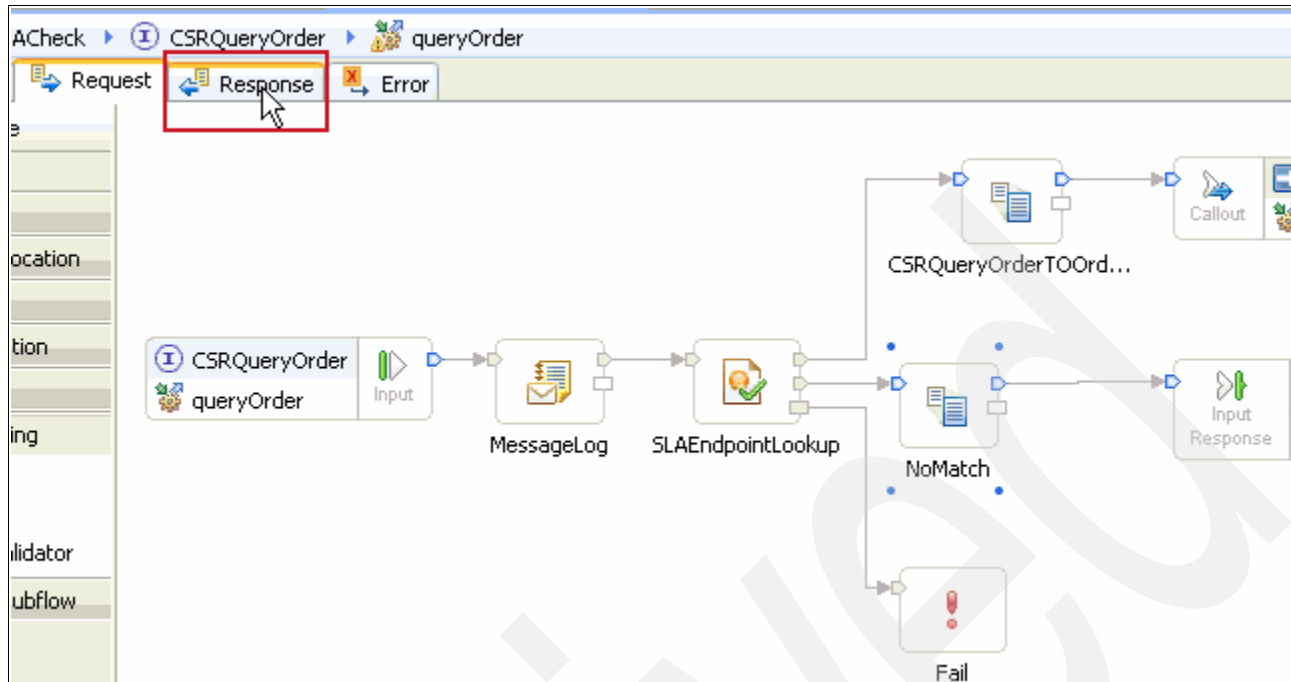 ACheck CSRQueryOrder queryOrder
Request Response Error
e
ocation
tion
ing
lidator
ubflow
CSRQueryOrder
queryOrder
Input
MessageLog
SLAEndpointLookup
CSRQueryOrderTOOrd...
Callout
NoMatch
Input
Response
Fail